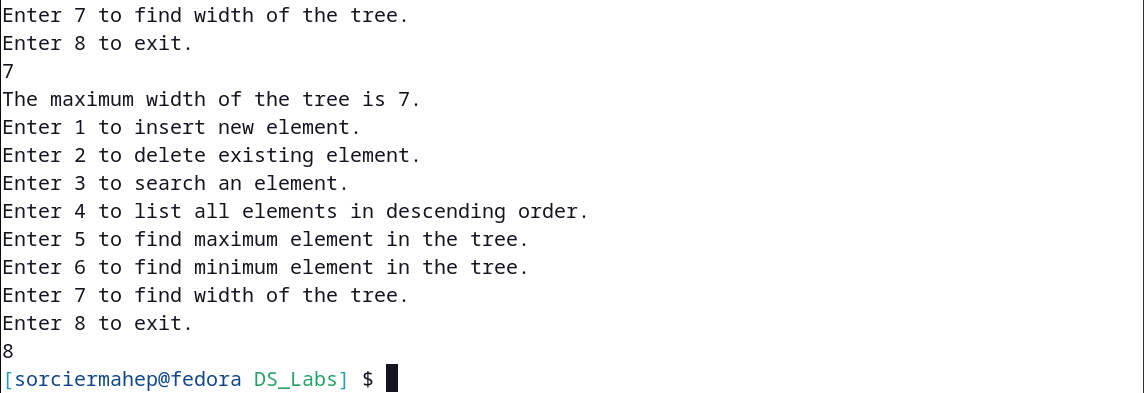 Enter 7 to find width of the tree.
Enter 8 to exit.
7
The maximum width of the tree is 7.
Enter 1 to insert new element.
Enter 2 to delete existing element.
Enter 3 to search an element.
Enter 4 to list all elements in descending order.
Enter 5 to find maximum element in the tree.
Enter 6 to find minimum element in the tree.
Enter 7 to find width of the tree.
Enter 8 to exit.
8
[sorciermahep@fedora DS_Labs] $